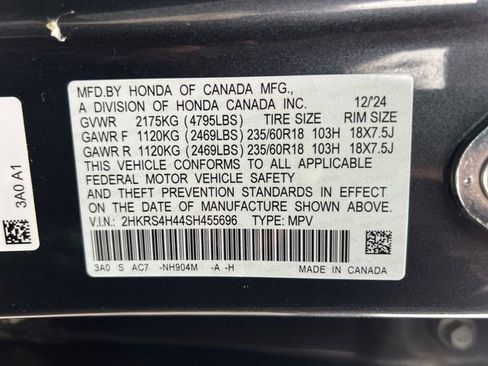 MFD.BY HONDA OF CANADA MFG.,
A DIVISION OF HONDA CANADA INC. 12/24
GVWR 2175KG (4795LBS) TIRE SIZE RIM SIZE
GAWR F 1120KG (2469LBS) 235/60R18 103H 18X7.5J
GAWR R 1120KG (2469LBS) 235/60R18 103H 18X7.5J
THIS VEHICLE CONFORMS TO ALL APPLICABLE
FEDERAL MOTOR VEHICLE SAFETY
AND THEFT PREVENTION STANDARDS IN EFFECT
ON THE DATE OF MANUFACTURE SHOWN ABOVE.
V.I.N.: 2HKRS4H44SH455696 TYPE: MPV
3A0 S AC7 -NH904M -A -H
MADE IN CANADA
3A0 A1